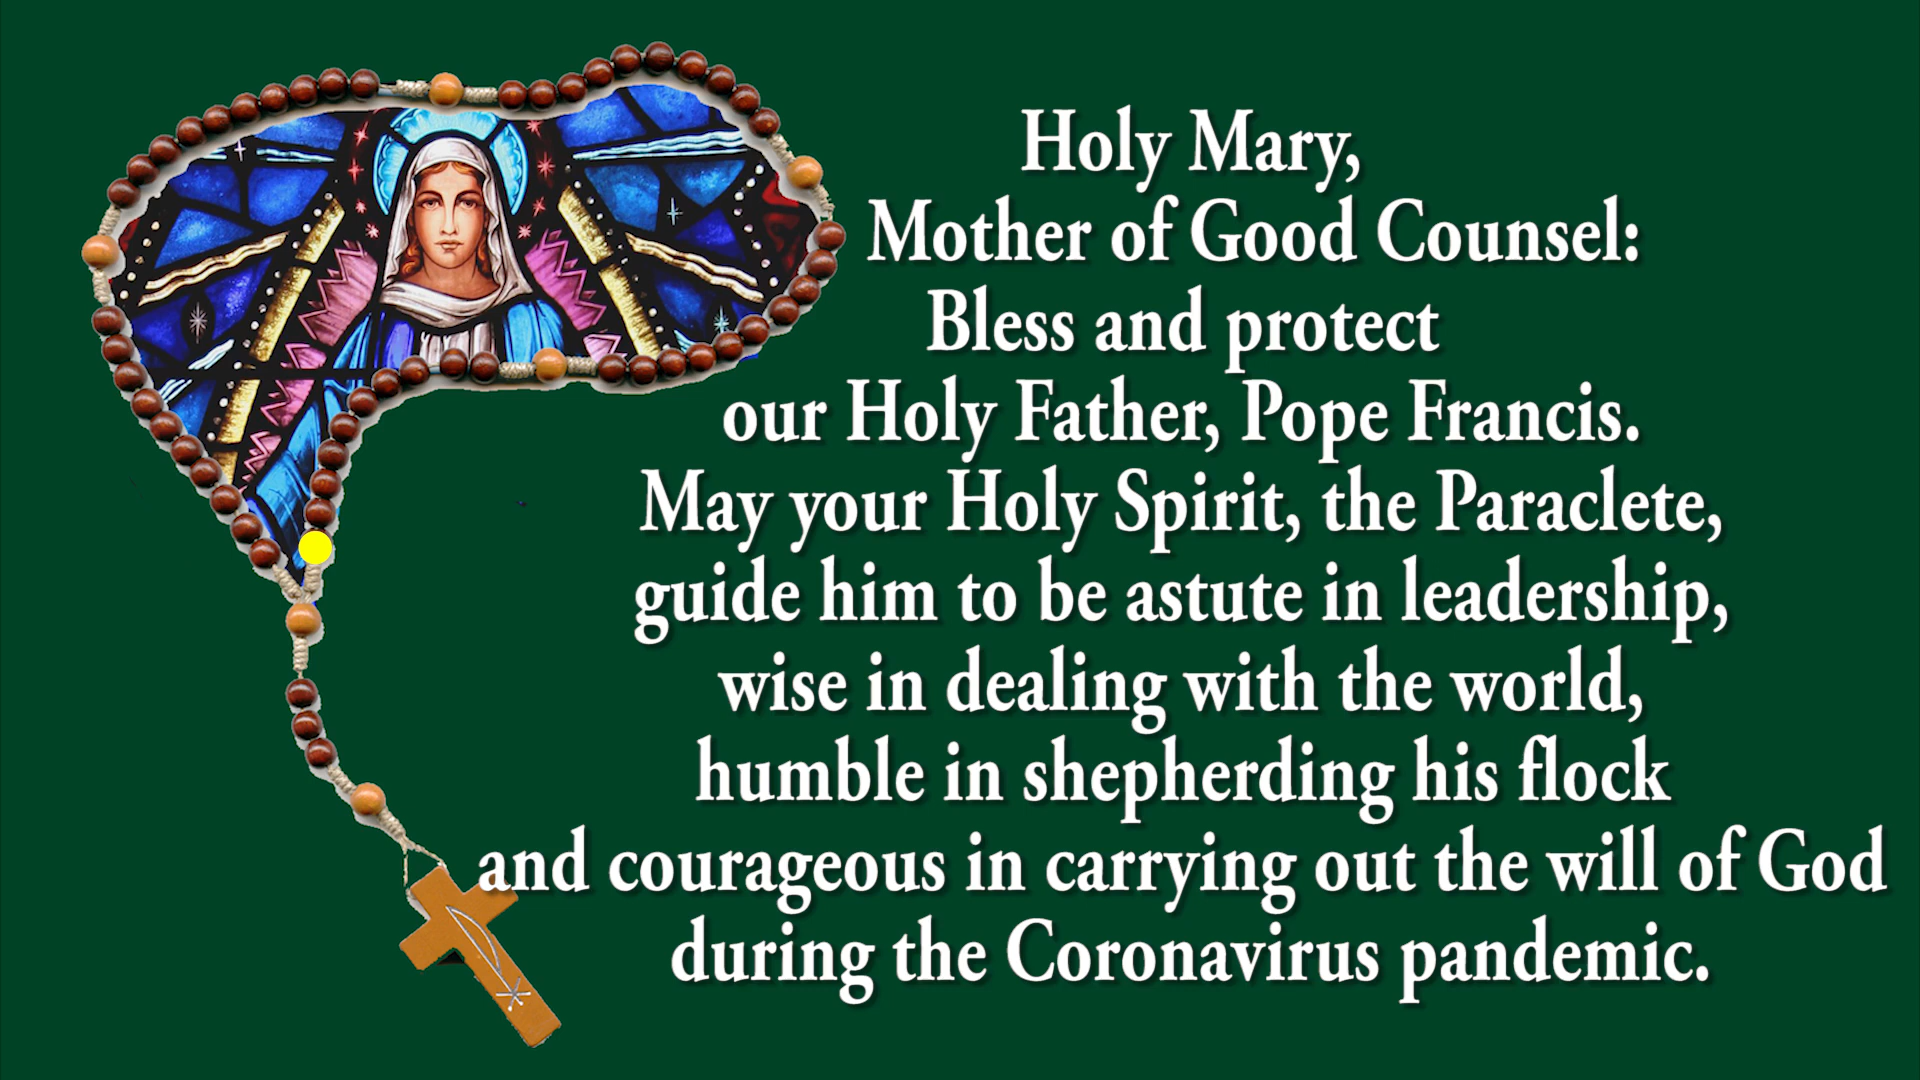 Holy Mary,
Mother of Good Counsel:
Bless and protect
our Holy Father, Pope Francis.
May your Holy Spirit, the Paraclete,
guide him to be astute in leadership,
wise in dealing with the world,
humble in shepherding his flock
and courageous in carrying out the will of God
during the Coronavirus pandemic.